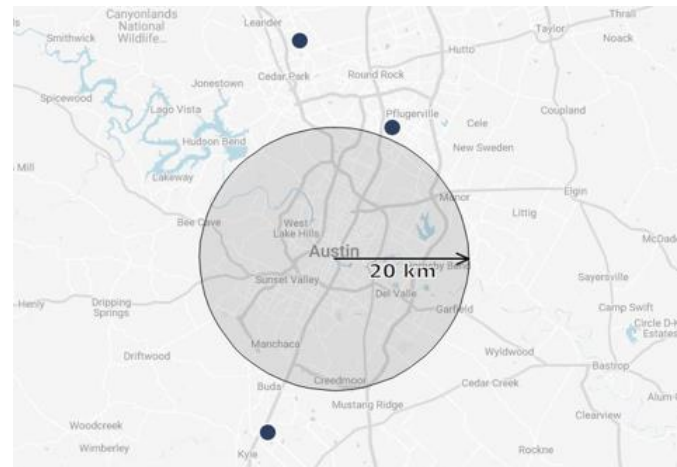 Canyonlands
National
Wildlife...
Smithwick
Leander
Thrall
Taylor
Noack
Hutto
Jonestown
Cedar Park
Round Rock
Spicewood
Lago Vista
Pflugerville
Coupland
Cele
Hudson Bend
New Sweden
Mill
Lakeway
Manor
Elgin
Bee Cave
West
Lake Hills
Littig
McDade
Austin
20 km
Sunset Valley
Del Valle
Sayersville
Henly
Dripping
Springs
Garfield
Camp Swift
Circle D-K
Estates
Manchaca
Driftwood
Wyldwood
Bastrop
Buda
Creedmoor
Cedar Creek
Alum
Mustang Ridge
Clearview
Woodcreek
Wimberley
Kyle
Rockne